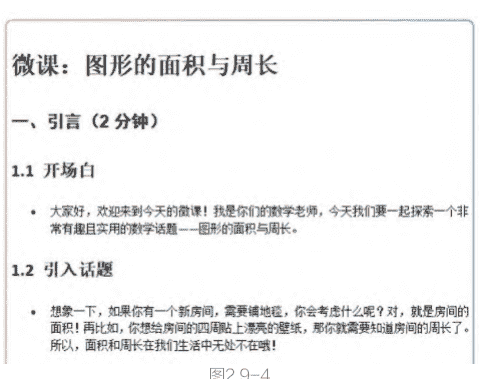 微课：图形的面积与周长
一、引言（2 分钟）
1.1 开场白
• 大家好，欢迎来到今天的微课！我是你们的数学老师，今天我们要一起探索一个非
常有趣且实用的数学话题——图形的面积与周长。
1.2 引入话题
• 想象一下，如果你有一个新房间，需要铺地毯，你会考虑什么呢？对，就是房间的
面积！再比如，你想给房间的四周贴上漂亮的壁纸，那你就需要知道房间的周长了。
所以，面积和周长在我们生活中无处不在哦！
图2.9-4